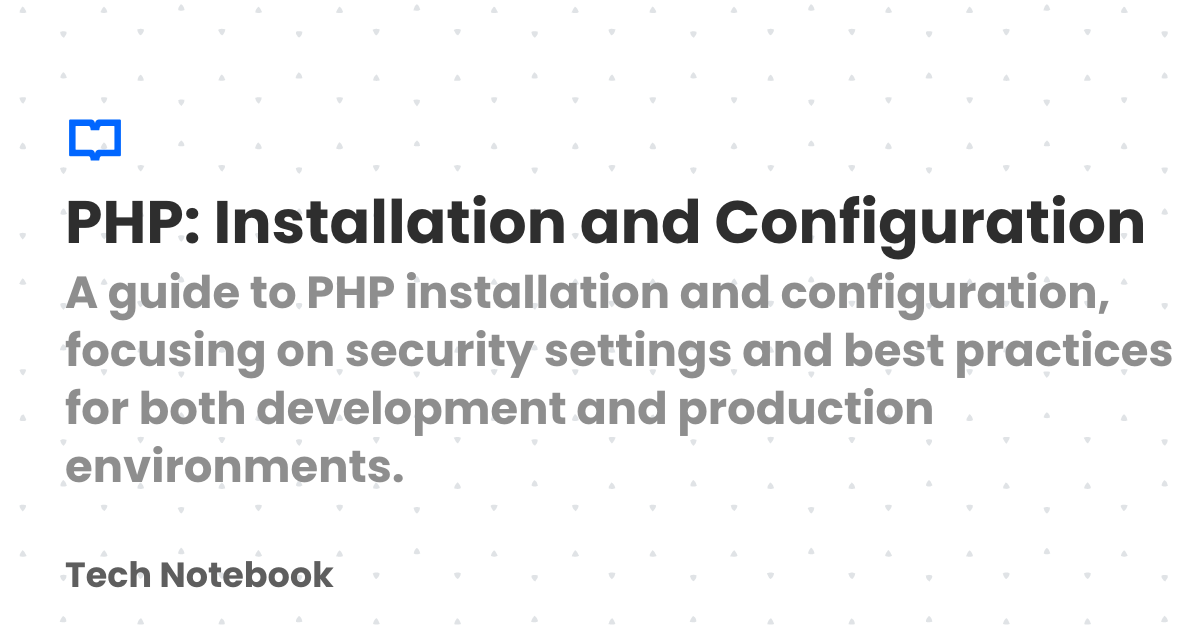 PHP: Installation and Configuration
A guide to PHP installation and configuration,
focusing on security settings and best practices
for both development and production
environments.
Tech Notebook